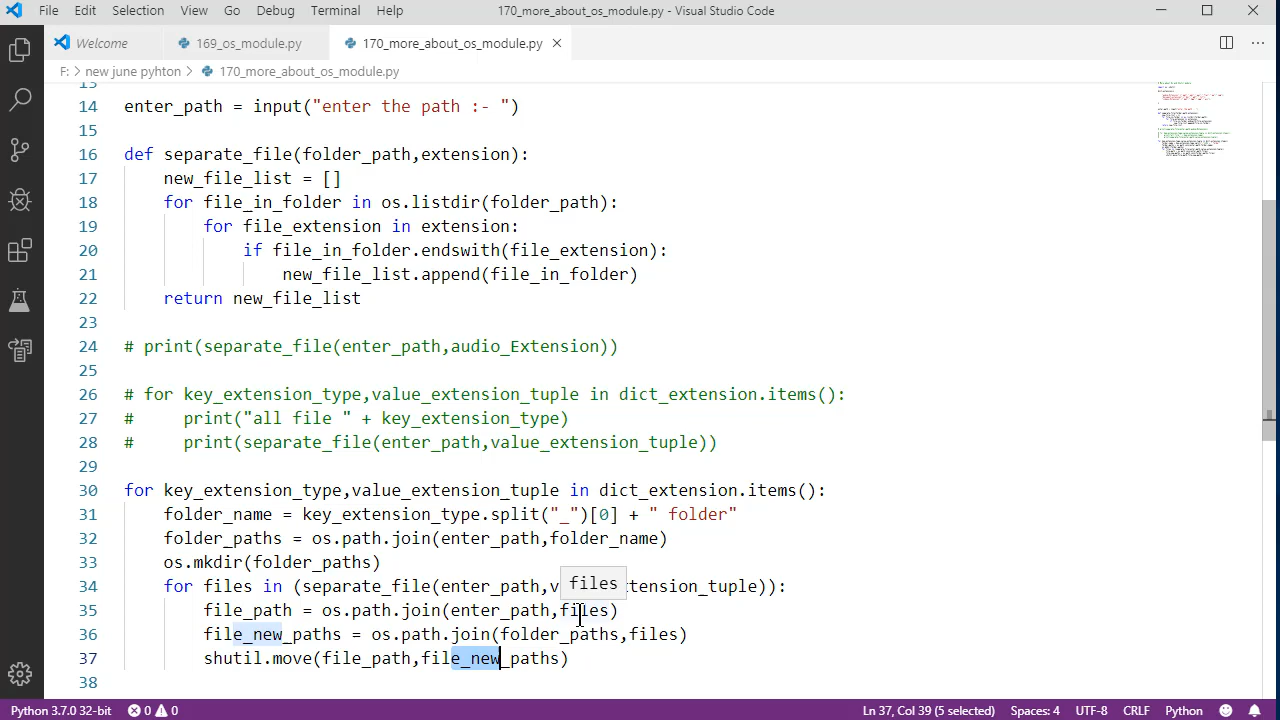 File Edit Selection View Go Debug Terminal Help 170_more_about_os_module.py - Visual Studio Code
Welcome 169_os_module.py 170_more_about_os_module.py
F: > new june pyhton > 170_more_about_os_module.py
13
14 enter_path = input("enter the path :- ")
15
16 def separate_file(folder_path,extension):
17 new_file_list = []
18 for file_in_folder in os.listdir(folder_path):
19 for file_extension in extension:
20 if file_in_folder.endswith(file_extension):
21 new_file_list.append(file_in_folder)
22 return new_file_list
23
24 # print(separate_file(enter_path,audio_Extension))
25
26 # for key_extension_type,value_extension_tuple in dict_extension.items():
27 # print("all file " + key_extension_type)
28 # print(separate_file(enter_path,value_extension_tuple))
29
30 for key_extension_type,value_extension_tuple in dict_extension.items():
31 folder_name = key_extension_type.split("_")[0] + " folder"
32 folder_paths = os.path.join(enter_path,folder_name)
33 os.mkdir(folder_paths)
34 for files in (separate_file(enter_path,v files tension_tuple)):
35 file_path = os.path.join(enter_path,files)
36 file_new_paths = os.path.join(folder_paths,files)
37 shutil.move(file_path,file_new_paths)
38
Python 3.7.0 32-bit 0 0 Ln 37, Col 39 (5 selected) Spaces: 4 UTF-8 CRLF Python